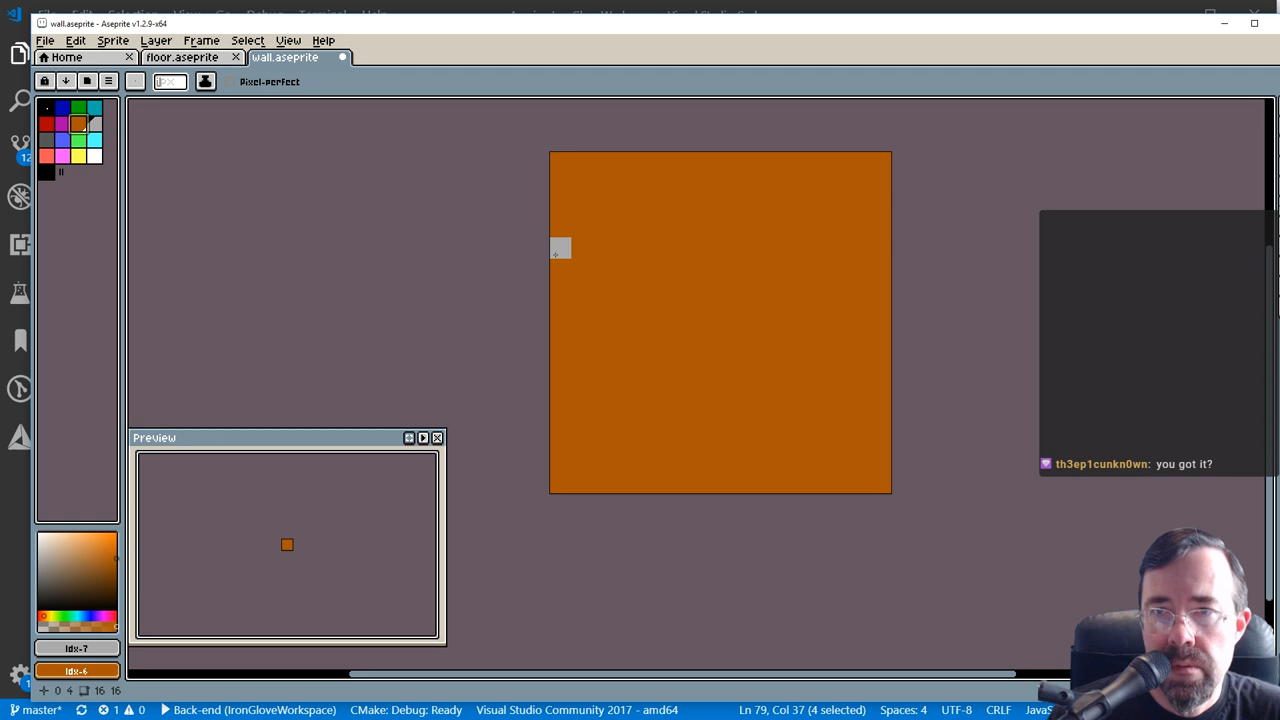 wall.aseprite - Aseprite v1.2.9-x64
File Edit Sprite Layer Select Frame View Help
Home floor.aseprite wall.aseprite
Pixel-perfect
Preview
th3ep1cunkn0wn: you got it?
Idx-7
Idx-6
0 4 16 16
12
1
master* 1 0 Back-end (IronGloveWorkspace) CMake: Debug: Ready Visual Studio Community 2017 - amd64 Ln 79, Col 37 (4 selected) Spaces: 4 UTF-8 CRLF